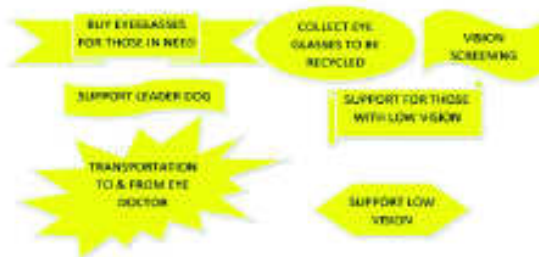 BUY EYEGLASSES
FOR THOSE IN NEED
COLLECT EYE
GLASSES TO BE
RECYCLED
VISION
SCREENING
SUPPORT LEADER DOG
SUPPORT FOR THOSE
WITH LOW VISION
TRANSPORTATION
TO & FROM EYE
DOCTOR
SUPPORT LOW
VISION